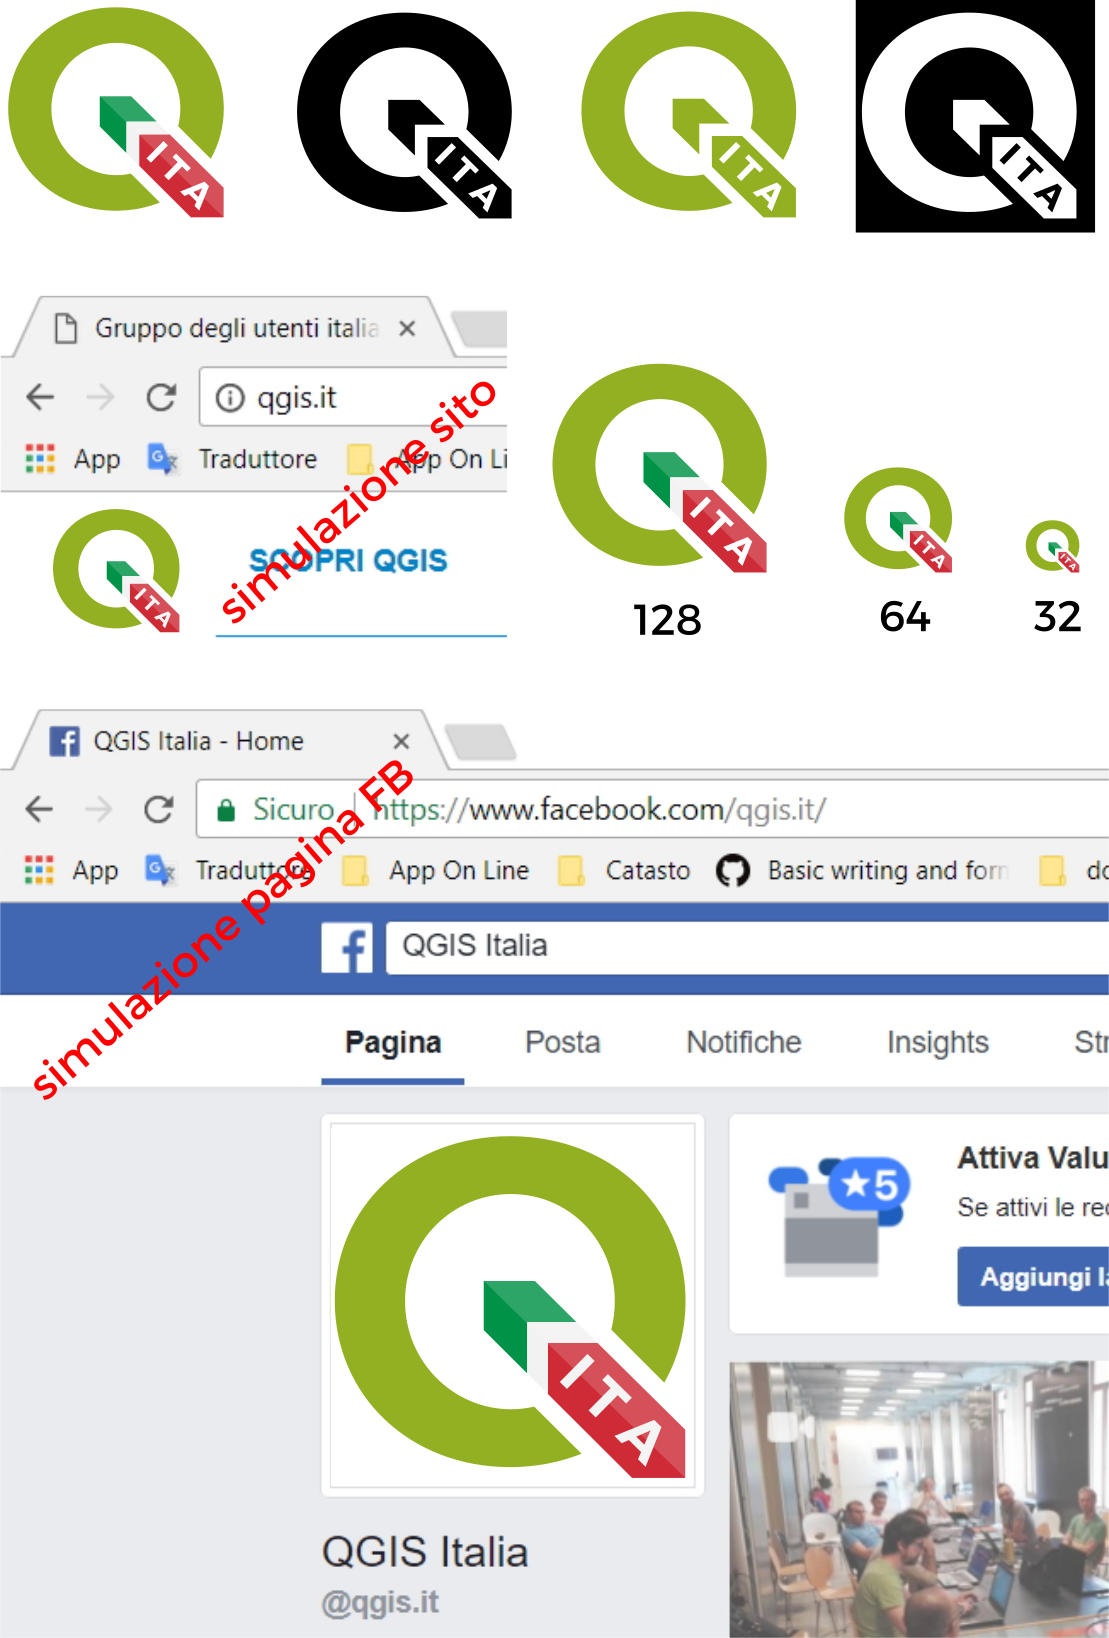 ITA
ITA
ITA
ITA
Gruppo degli utenti italia
qgis.it
App
Traduttore
App On Li
SCOPRI QGIS
simulazione sito
ITA
ITA
ITA
ITA
128
64
32
QGIS Italia - Home
Sicuro
https://www.facebook.com/qgis.it/
App
Traduttore
App On Line
Catasto
Basic writing and form
do
simulazione pagina FB
QGIS Italia
Pagina
Posta
Notifiche
Insights
Str
ITA
5
Attiva Valu
Se attivi le rec
Aggiungi la
QGIS Italia
@qgis.it